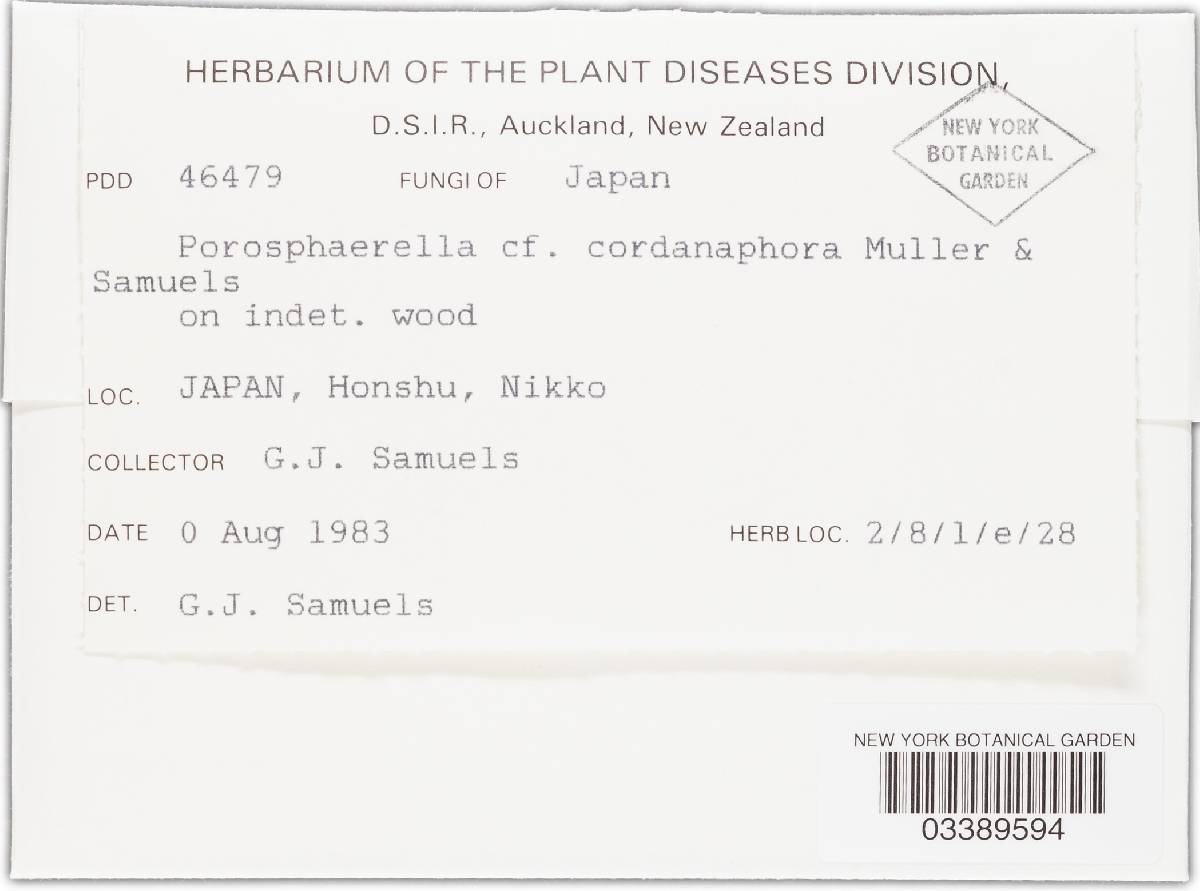 HERBARIUM OF THE PLANT DISEASES DIVISION,
D.S.I.R., Auckland, New Zealand
NEW YORK
BOTANICAL
GARDEN
PDD 46479 FUNGI OF Japan
Porosphaerella cf. cordanaphora Muller &
Samuels
on indet. wood
LOC. JAPAN, Honshu, Nikko
COLLECTOR G.J. Samuels
DATE 0 Aug 1983 HERB LOC. 2/8/1/e/28
DET. G.J. Samuels
NEW YORK BOTANICAL GARDEN
03389594